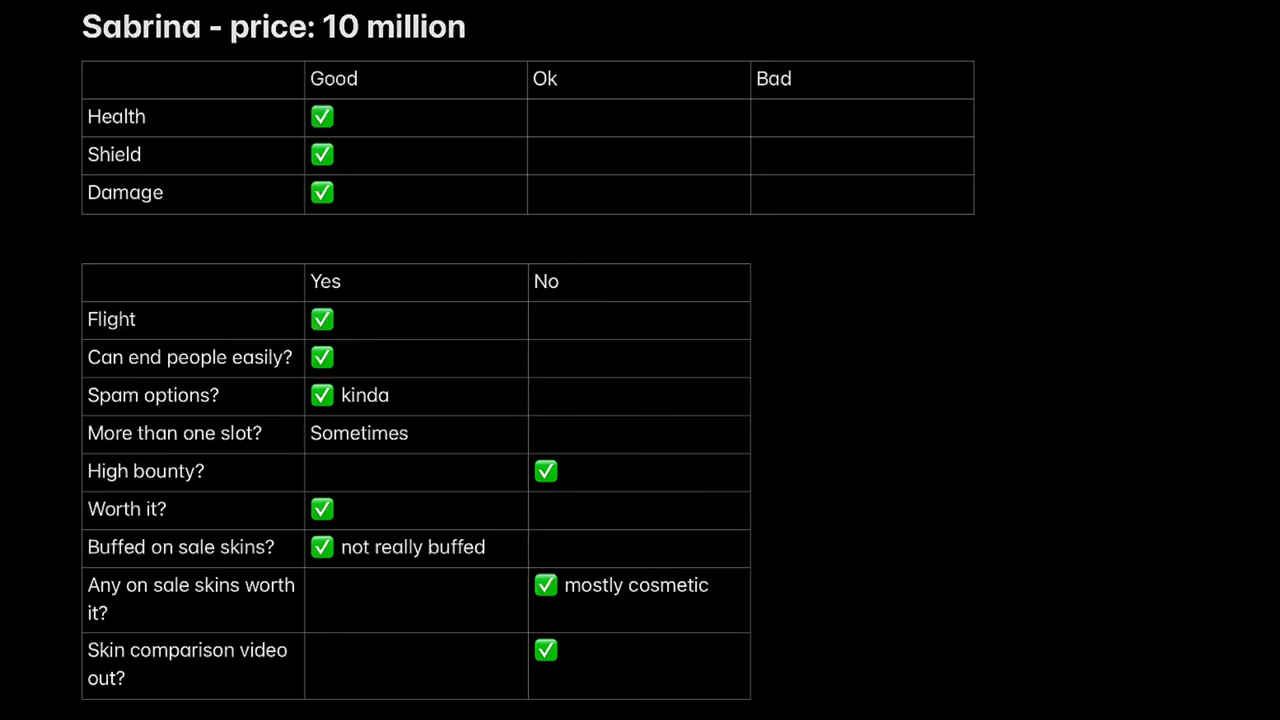 Sabrina - price: 10 million
Good Ok Bad
Health ✅
Shield ✅
Damage ✅
Yes No
Flight ✅
Can end people easily? ✅
Spam options? ✅ kinda
More than one slot? Sometimes
High bounty? ✅
Worth it? ✅
Buffed on sale skins? ✅ not really buffed
Any on sale skins worth ✅ mostly cosmetic
it?
Skin comparison video ✅
out?